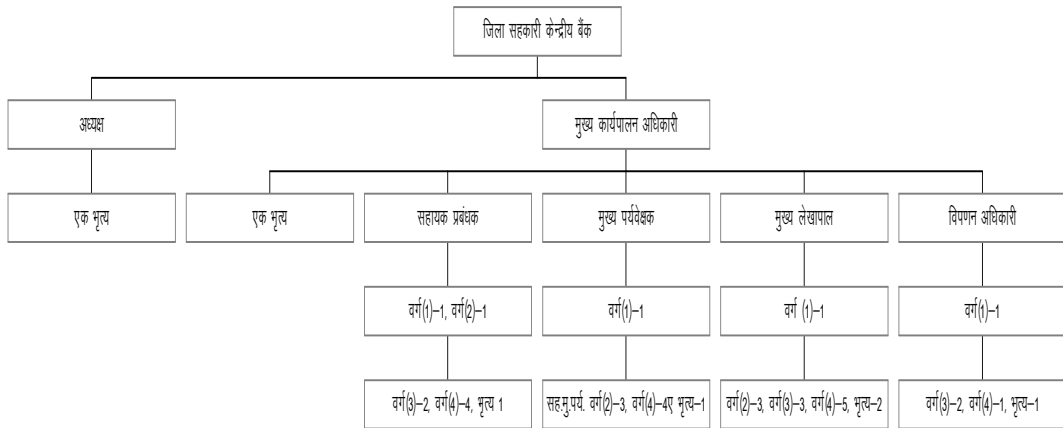 जिला सहकारी केन्द्रीय बैंक
अध्यक्ष
मुख्य कार्यपालन अधिकारी
एक भृत्य
एक भृत्य
सहायक प्रबंधक
मुख्य पर्यवेक्षक
मुख्य लेखापाल
विपणन अधिकारी
वर्ग(1)–1, वर्ग(2)–1
वर्ग(1)–1
वर्ग (1)–1
वर्ग(1)–1
वर्ग(3)–2, वर्ग(4)–4, भृत्य 1
सह.मु.पर्य. वर्ग(2)–3, वर्ग(4)–4ए भृत्य–1
वर्ग(2)–3, वर्ग(3)–3, वर्ग(4)–5, भृत्य–2
वर्ग(3)–2, वर्ग(4)–1, भृत्य–1